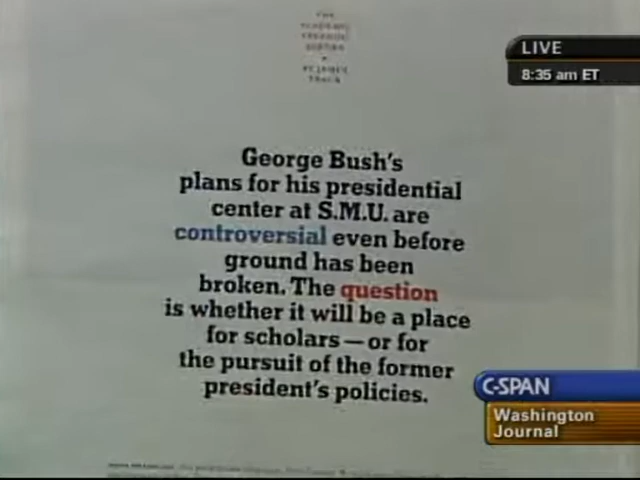 LIVE
8:35 am ET
George Bush's
plans for his presidential
center at S.M.U. are
controversial even before
ground has been
broken. The question
is whether it will be a place
for scholars — or for
the pursuit of the former
president's policies.
C-SPAN
Washington
Journal